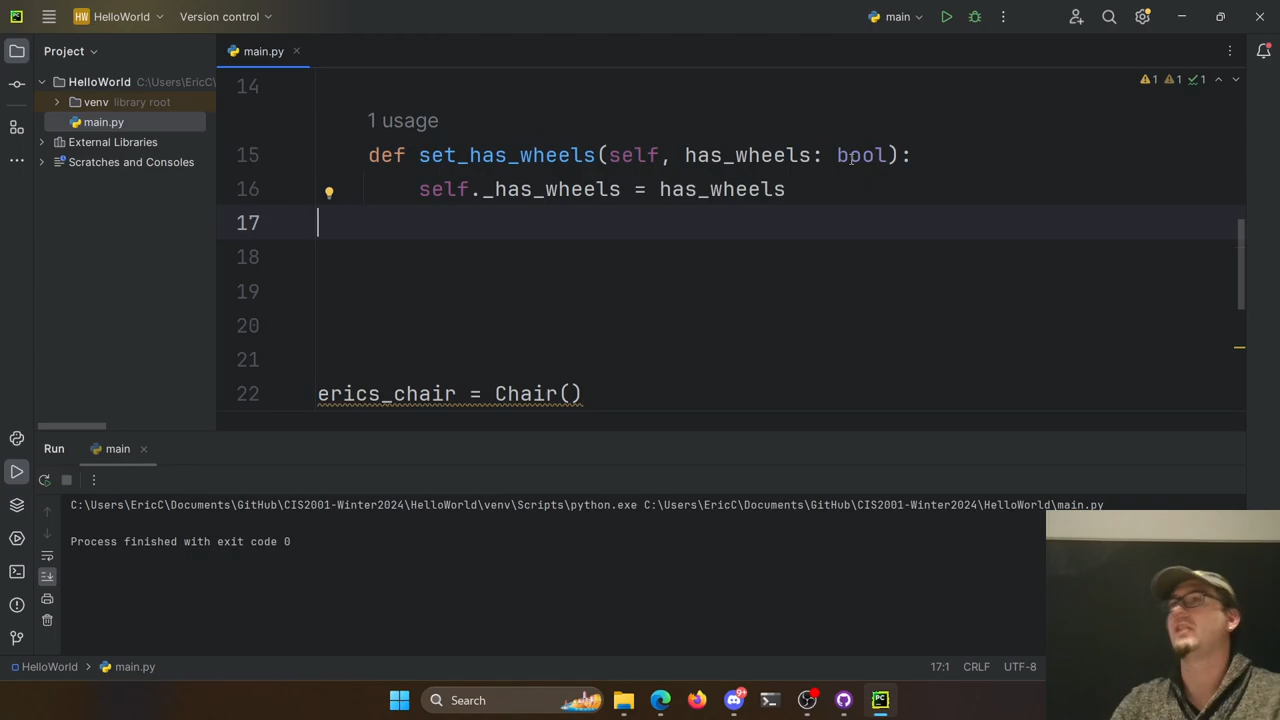 HW HelloWorld Version control main
Project main.py
HelloWorld C:\Users\EricC\
venv library root
main.py
External Libraries
Scratches and Consoles
1 1 1
14
1 usage
15 def set_has_wheels(self, has_wheels: bool):
16 self._has_wheels = has_wheels
17
18
19
20
21
22 erics_chair = Chair()
Run main
C:\Users\EricC\Documents\GitHub\CIS2001-Winter2024\HelloWorld\venv\Scripts\python.exe C:\Users\EricC\Documents\GitHub\CIS2001-Winter2024\HelloWorld\main.py
Process finished with exit code 0
HelloWorld main.py 17:1 CRLF UTF-8
Search